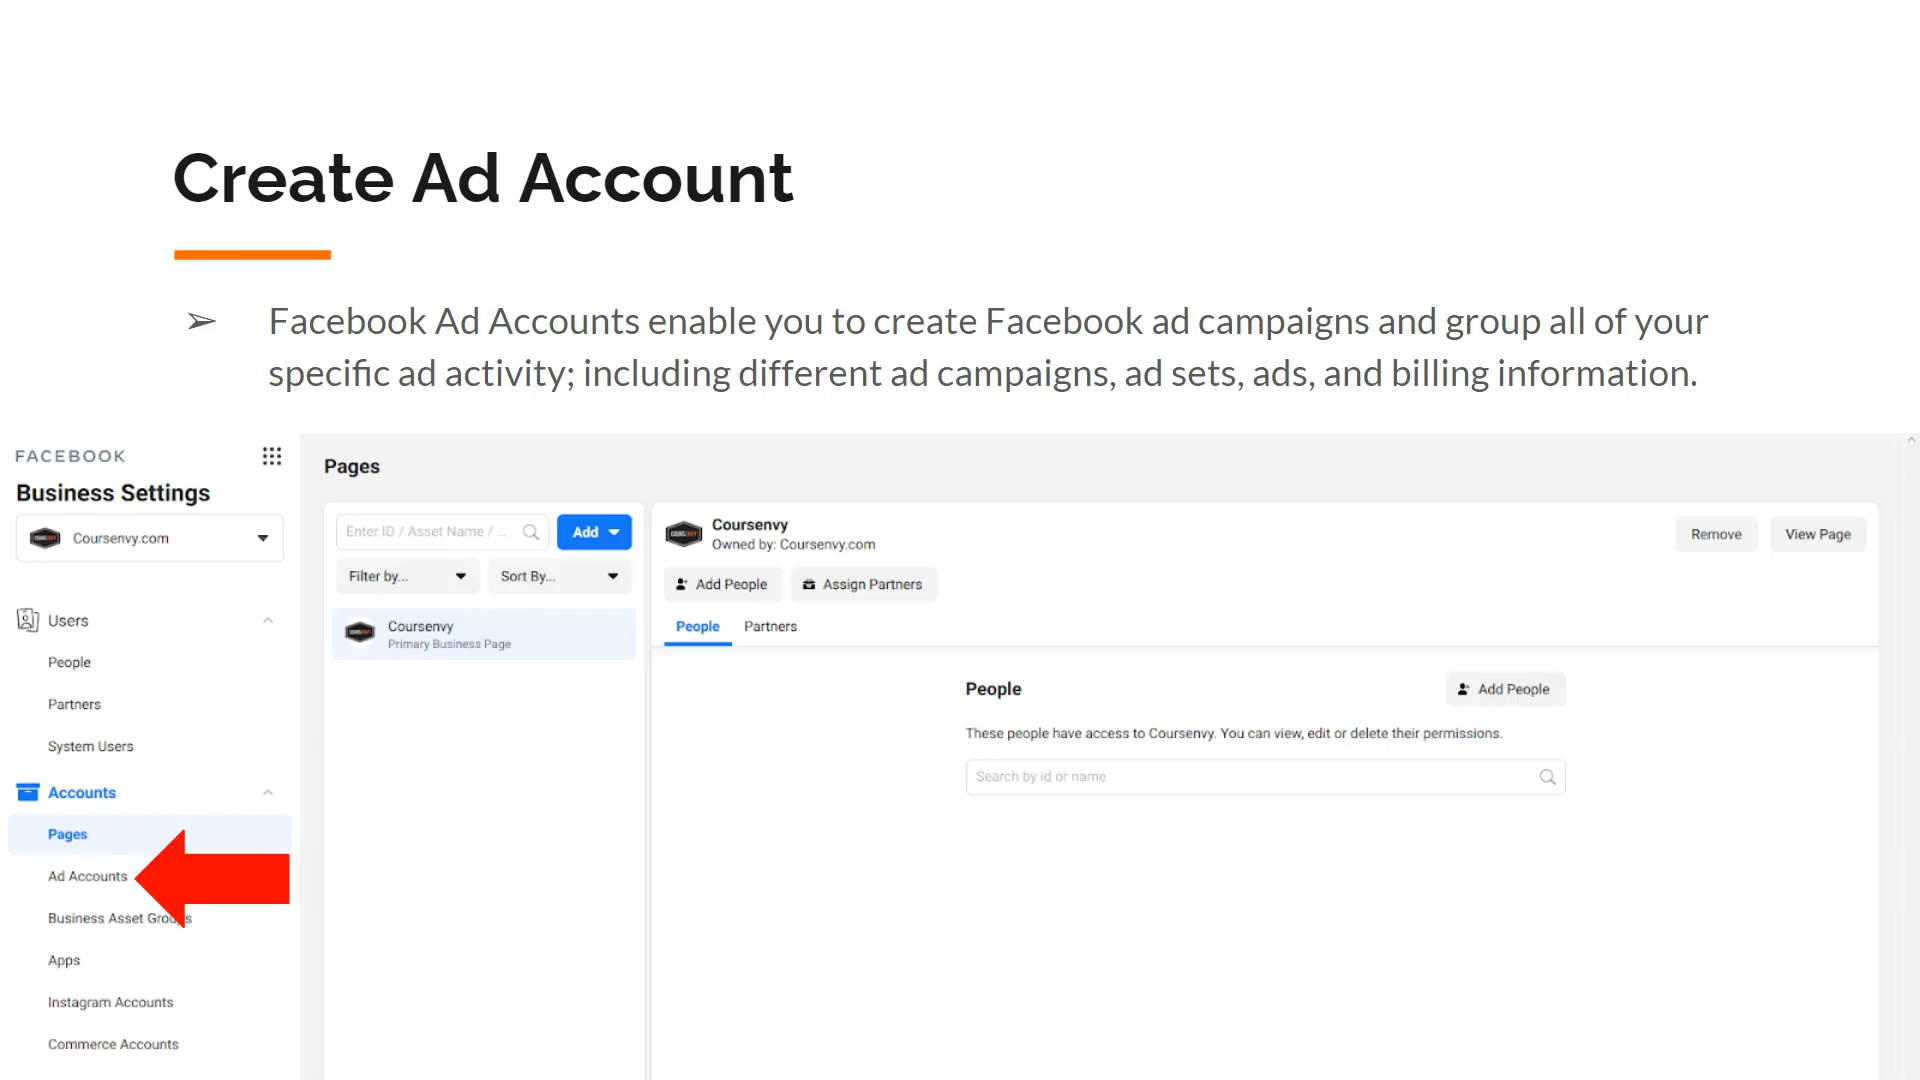 Create Ad Account
➢ Facebook Ad Accounts enable you to create Facebook ad campaigns and group all of your
specific ad activity; including different ad campaigns, ad sets, ads, and billing information.
FACEBOOK
Business Settings
Coursenvy.com
Users
People
Partners
System Users
Accounts
Pages
Ad Accounts
Business Asset Groups
Apps
Instagram Accounts
Commerce Accounts
Pages
Enter ID / Asset Name / ...
Add
Filter by...
Sort By...
Coursenvy
Primary Business Page
Coursenvy
Owned by: Coursenvy.com
Remove
View Page
Add People
Assign Partners
People
Partners
People
Add People
These people have access to Coursenvy. You can view, edit or delete their permissions.
Search by id or name